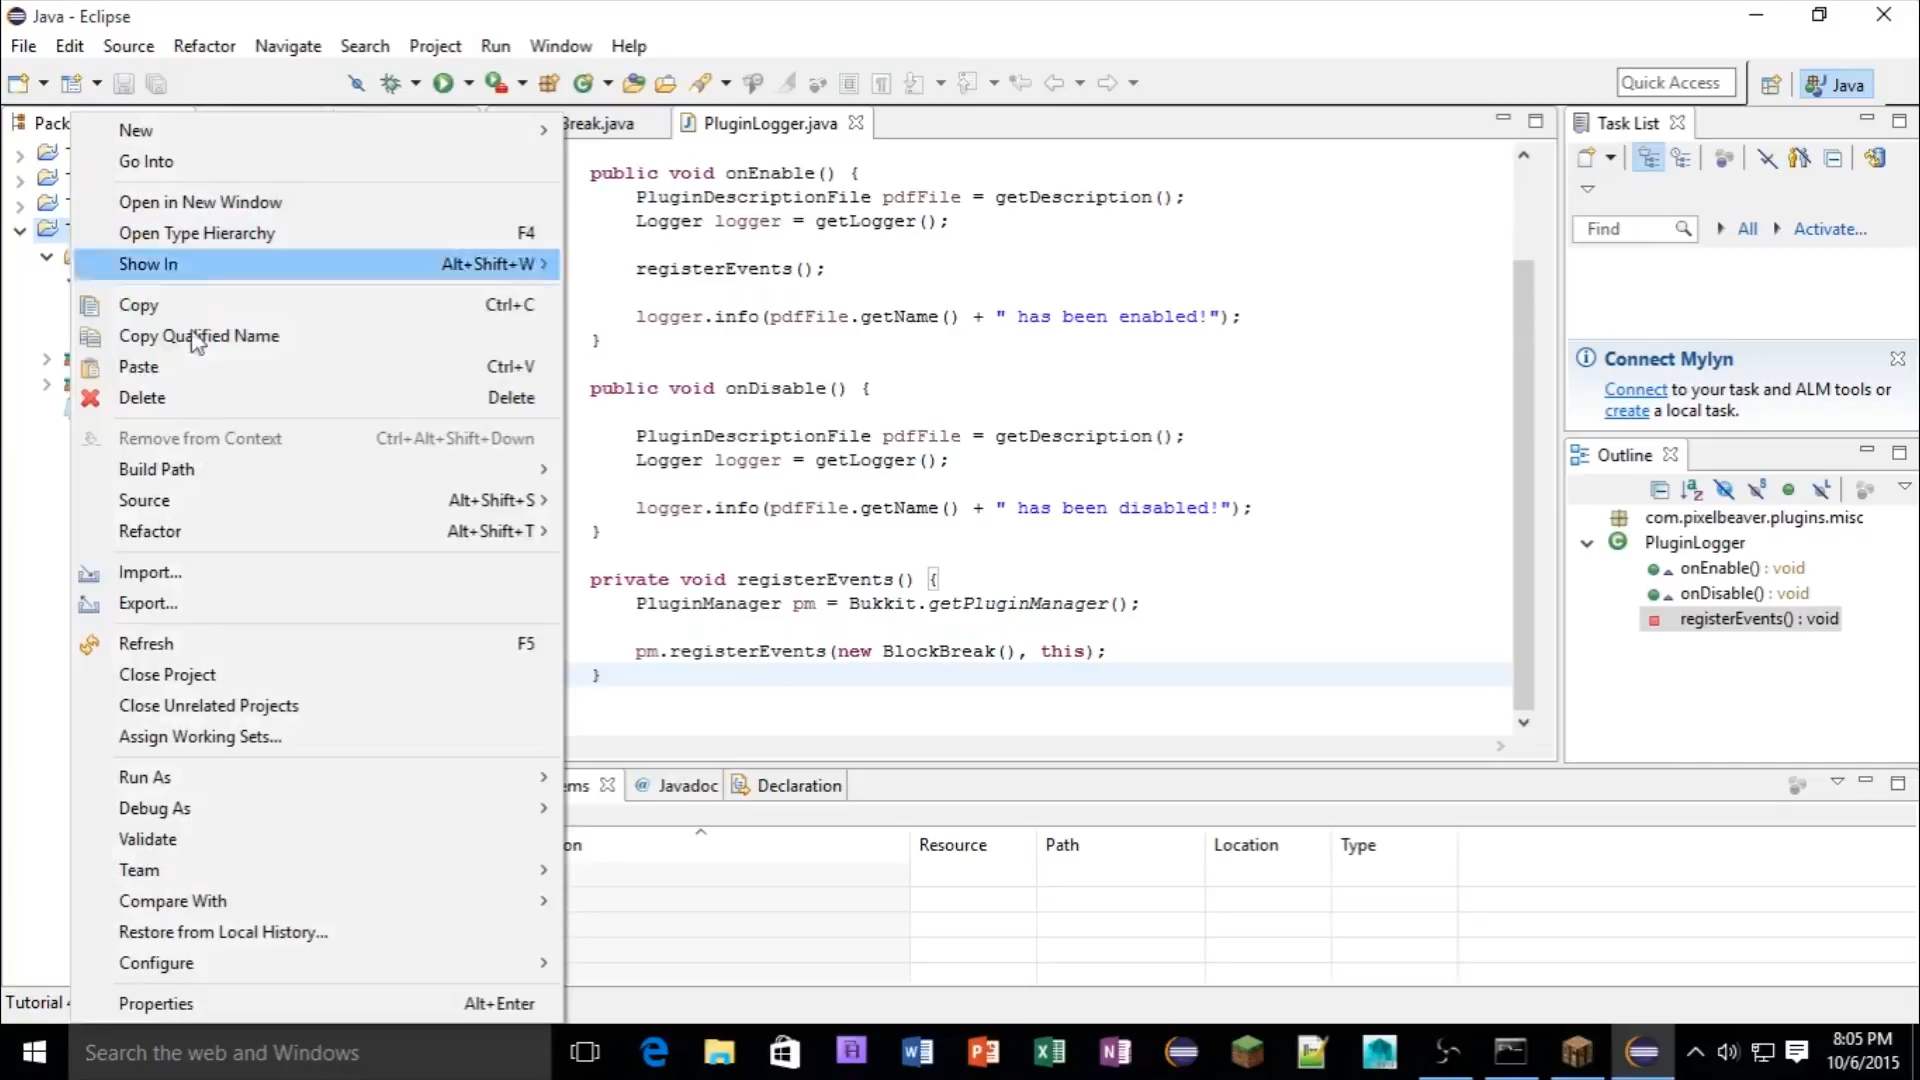 Java - Eclipse
File Edit Source Refactor Navigate Search Project Run Window Help
Quick Access
Java
Pack
Break.java
PluginLogger.java
Task List
New
Go Into
Open in New Window
Open Type Hierarchy F4
Show In Alt+Shift+W
Copy Ctrl+C
Copy Qualified Name
Paste Ctrl+V
Delete Delete
Remove from Context Ctrl+Alt+Shift+Down
Build Path
Source Alt+Shift+S
Refactor Alt+Shift+T
Import...
Export...
Refresh F5
Close Project
Close Unrelated Projects
Assign Working Sets...
Run As
Debug As
Validate
Team
Compare With
Restore from Local History...
Configure
Properties Alt+Enter
public void onEnable() {
PluginDescriptionFile pdfFile = getDescription();
Logger logger = getLogger();
registerEvents();
logger.info(pdfFile.getName() + " has been enabled!");
}
public void onDisable() {
PluginDescriptionFile pdfFile = getDescription();
Logger logger = getLogger();
logger.info(pdfFile.getName() + " has been disabled!");
}
private void registerEvents() {
PluginManager pm = Bukkit.getPluginManager();
pm.registerEvents(new BlockBreak(), this);
}
Find All Activate...
Connect Mylyn
Connect to your task and ALM tools or
create a local task.
Outline
com.pixelbeaver.plugins.misc
PluginLogger
onEnable() : void
onDisable() : void
registerEvents() : void
ems
@ Javadoc
Declaration
on Resource Path Location Type
Tutorial 4
Search the web and Windows
8:05 PM
10/6/2015